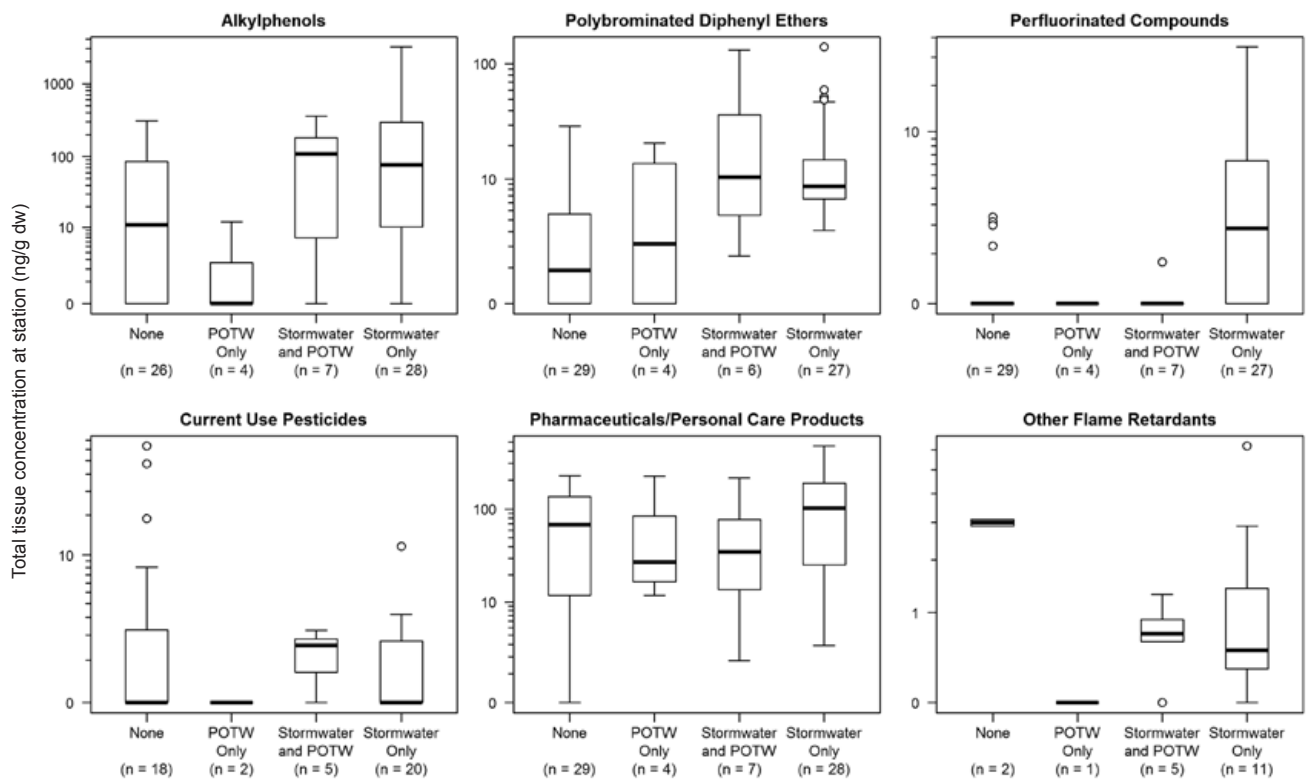 Alkylphenols
Polybrominated Diphenyl Ethers
Perfluorinated Compounds
Total tissue concentration at station (ng/g dw)
1000
100
10
0
None
POTW
Only
Stormwater
and POTW
Stormwater
Only
(n = 26)
(n = 4)
(n = 7)
(n = 28)
100
10
0
None
POTW
Only
Stormwater
and POTW
Stormwater
Only
(n = 29)
(n = 4)
(n = 6)
(n = 27)
10
0
None
POTW
Only
Stormwater
and POTW
Stormwater
Only
(n = 29)
(n = 4)
(n = 7)
(n = 27)
Current Use Pesticides
Pharmaceuticals/Personal Care Products
Other Flame Retardants
10
0
None
POTW
Only
Stormwater
and POTW
Stormwater
Only
(n = 18)
(n = 2)
(n = 5)
(n = 20)
100
10
0
None
POTW
Only
Stormwater
and POTW
Stormwater
Only
(n = 29)
(n = 4)
(n = 7)
(n = 28)
1
0
None
POTW
Only
Stormwater
and POTW
Stormwater
Only
(n = 2)
(n = 1)
(n = 5)
(n = 11)